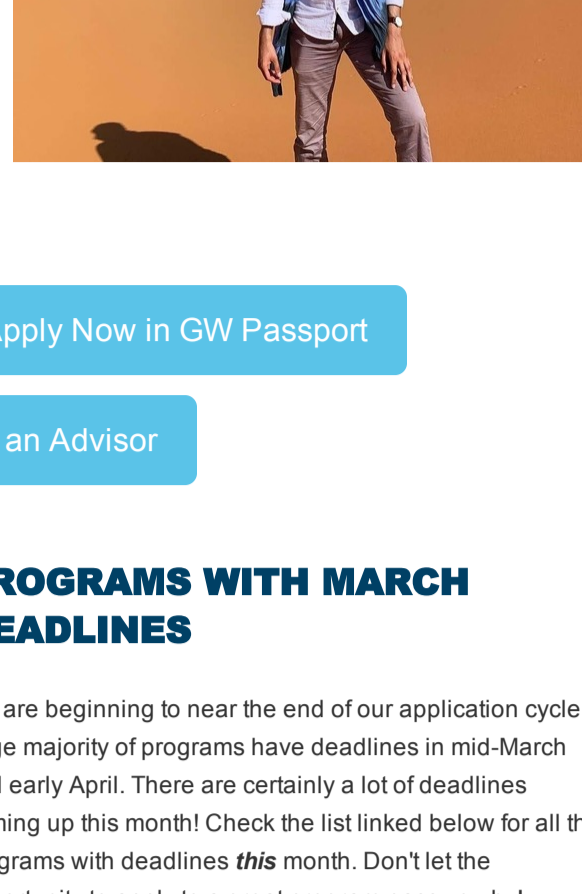 Apply Now in GW Passport
an Advisor
ROGRAMS WITH MARCH
EADLINES
are beginning to near the end of our application cycle
ge majority of programs have deadlines in mid-March
early April. There are certainly a lot of deadlines
ming up this month! Check the list linked below for all th
grams with deadlines this month. Don't let the